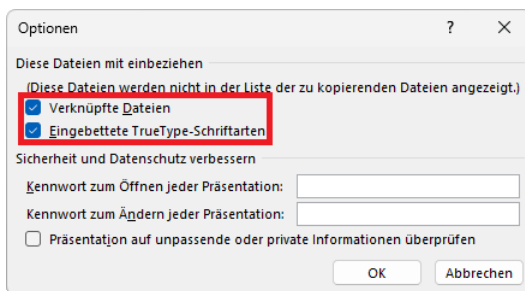 Optionen ? ×
Diese Dateien mit einbeziehen
(Diese Dateien werden nicht in der Liste der zu kopierenden Dateien angezeigt.)
Verknüpfte Dateien
Eingebettete TrueType-Schriftarten
Sicherheit und Datenschutz verbessern
Kennwort zum Öffnen jeder Präsentation:
Kennwort zum Ändern jeder Präsentation:
Präsentation auf unpassende oder private Informationen überprüfen
OK Abbrechen